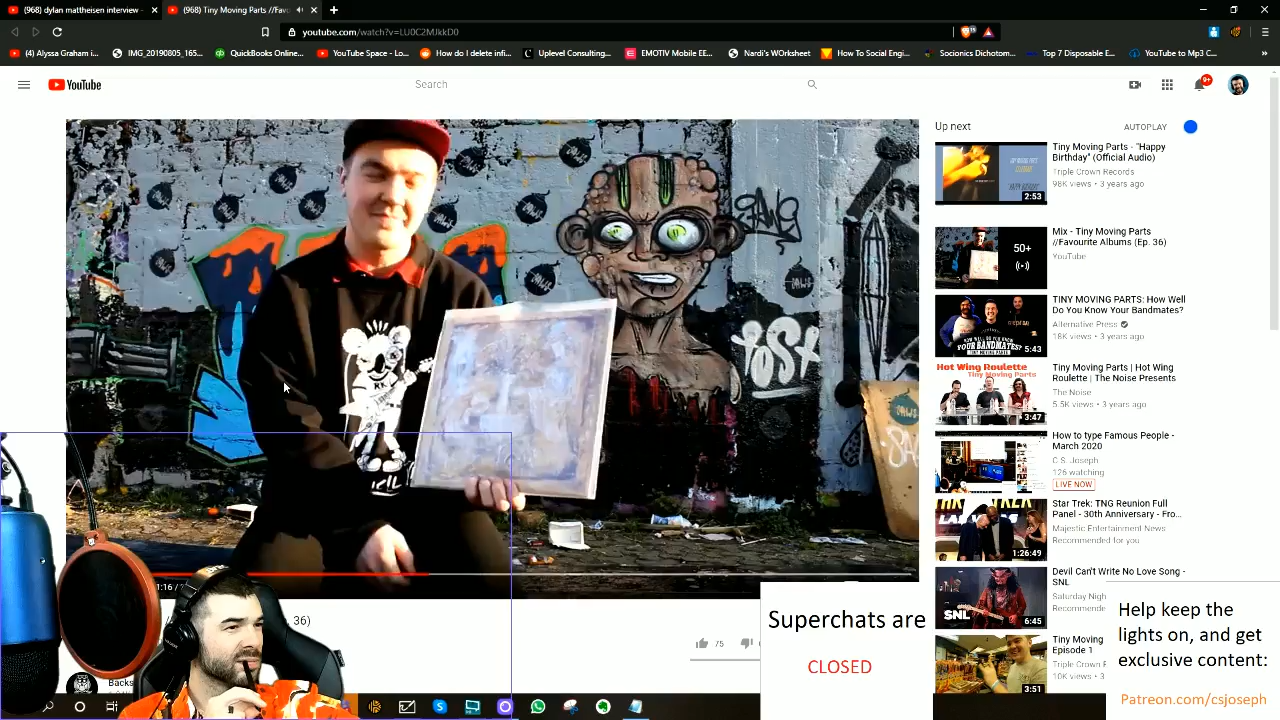 (968) dylan mattheisen interview -
(968) Tiny Moving Parts //Favo
youtube.com/watch?v=LU0C2MJkkD0
(4) Alyssa Graham is...
IMG_20190805_165...
QuickBooks Online...
YouTube Space - Lo...
How do I delete infi...
Uplevel Consulting...
EMOTIV Mobile EE...
Nardi's WOrksheet
How To Social Engi...
Socionics Dichotom...
Top 7 Disposable E...
YouTube to Mp3 C...
YouTube
Search
9+
Up next
AUTOPLAY
Tiny Moving Parts - "Happy
Birthday" (Official Audio)
Triple Crown Records
98K views • 3 years ago
2:53
Mix - Tiny Moving Parts
//Favourite Albums (Ep. 36)
YouTube
50+
TINY MOVING PARTS: How Well
Do You Know Your Bandmates?
Alternative Press
18K views • 3 years ago
YOUR BANDMATES?
5:43
Hot Wing Roulette
Tiny Moving Parts
Tiny Moving Parts | Hot Wing
Roulette | The Noise Presents
The Noise
5.5K views • 3 years ago
3:47
How to type Famous People -
March 2020
C.S. Joseph
126 watching
LIVE NOW
Star Trek: TNG Reunion Full
Panel - 30th Anniversary - Fro...
Majestic Entertainment News
Recommended for you
1:26:49
Devil Can't Write No Love Song -
SNL
Saturday Nigh
Recommende
SNL
6:45
Tiny Moving
Episode 1
Triple Crown
10K views
3:51
1:16 /
36)
75
Backs
Superchats are
CLOSED
Help keep the
lights on, and get
exclusive content:
Patreon.com/csjoseph